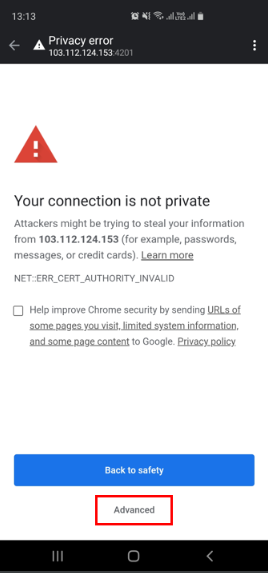 13:13
Privacy error
103.112.124.153:4201
Your connection is not private
Attackers might be trying to steal your information
from 103.112.124.153 (for example, passwords,
messages, or credit cards). Learn more
NET::ERR_CERT_AUTHORITY_INVALID
Help improve Chrome security by sending URLs of
some pages you visit, limited system information,
and some page content to Google. Privacy policy
Back to safety
Advanced